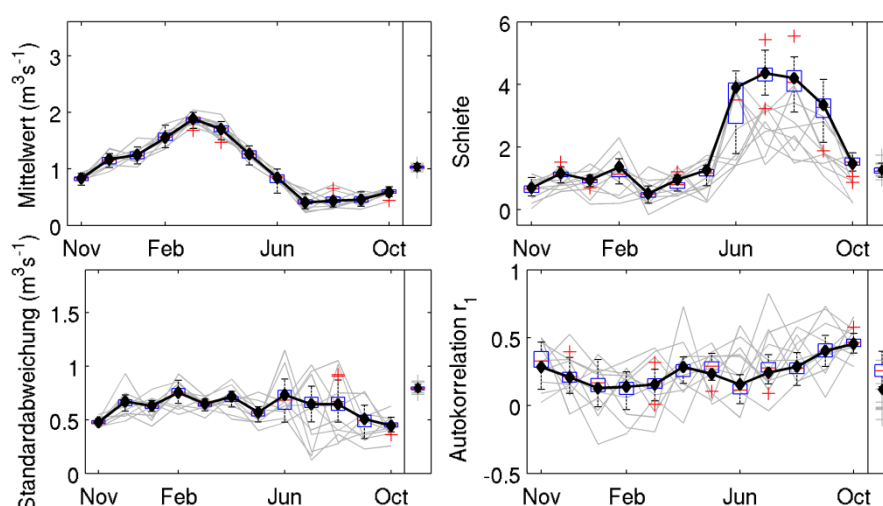 Mittelwert (m³s⁻¹)
3
2
1
0
Nov Feb Jun Oct
Schiefe
6
4
2
0
Nov Feb Jun Oct
Standardabweichung (m³s⁻¹)
1.5
1
0.5
0
Nov Feb Jun Oct
Autokorrelation r₁
1
0.5
0
-0.5
Nov Feb Jun Oct